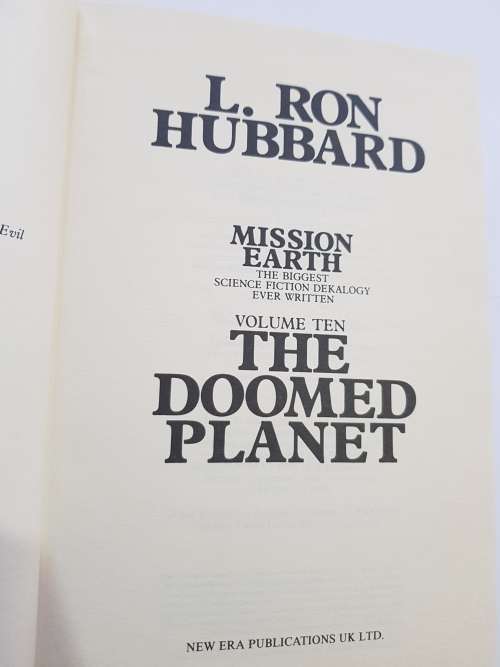 Evil
L. RON
HUBBARD
MISSION
EARTH
THE BIGGEST
SCIENCE FICTION DEKALOGY
EVER WRITTEN
VOLUME TEN
THE
DOOMED
PLANET
NEW ERA PUBLICATIONS UK LTD.